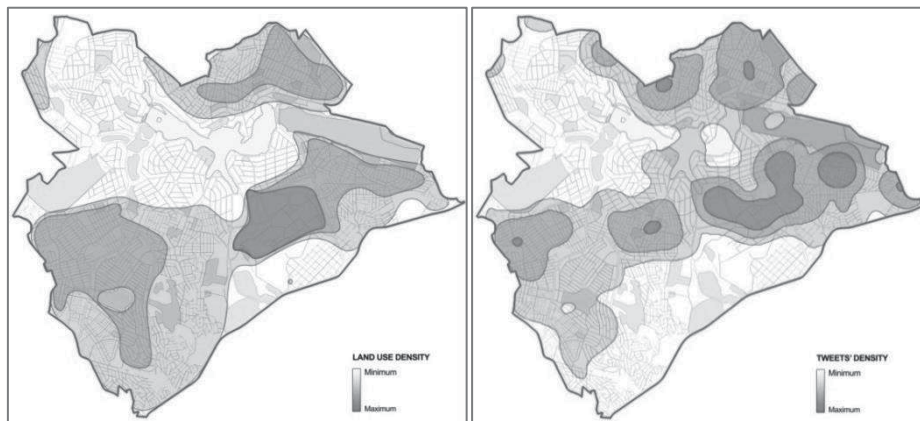 LAND USE DENSITY
Minimum
Maximum
TWEETS' DENSITY
Minimum
Maximum